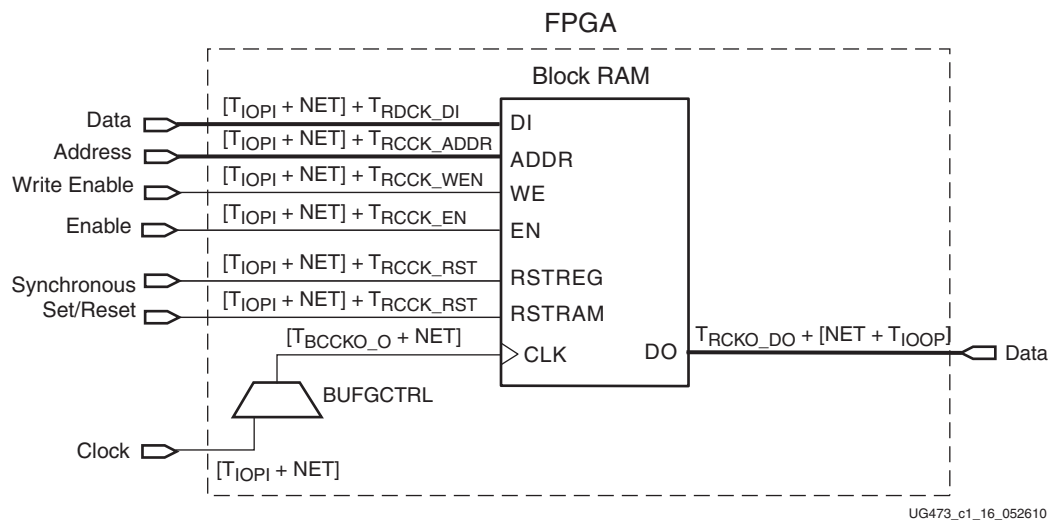 FPGA
Block RAM
Data [TIOPI + NET] + TRDCK_DI DI
Address [TIOPI + NET] + TRCCK_ADDR ADDR
Write Enable [TIOPI + NET] + TRCCK_WEN WE
Enable [TIOPI + NET] + TRCCK_EN EN
Synchronous
Set/Reset
[TIOPI + NET] + TRCCK_RST RSTREG
[TIOPI + NET] + TRCCK_RST RSTRAM
[TBCCKO_O + NET] CLK
DO TRCKO_DO + [NET + TIOOP] Data
BUFGCTRL
Clock
[TIOPI + NET]
UG473_c1_16_052610